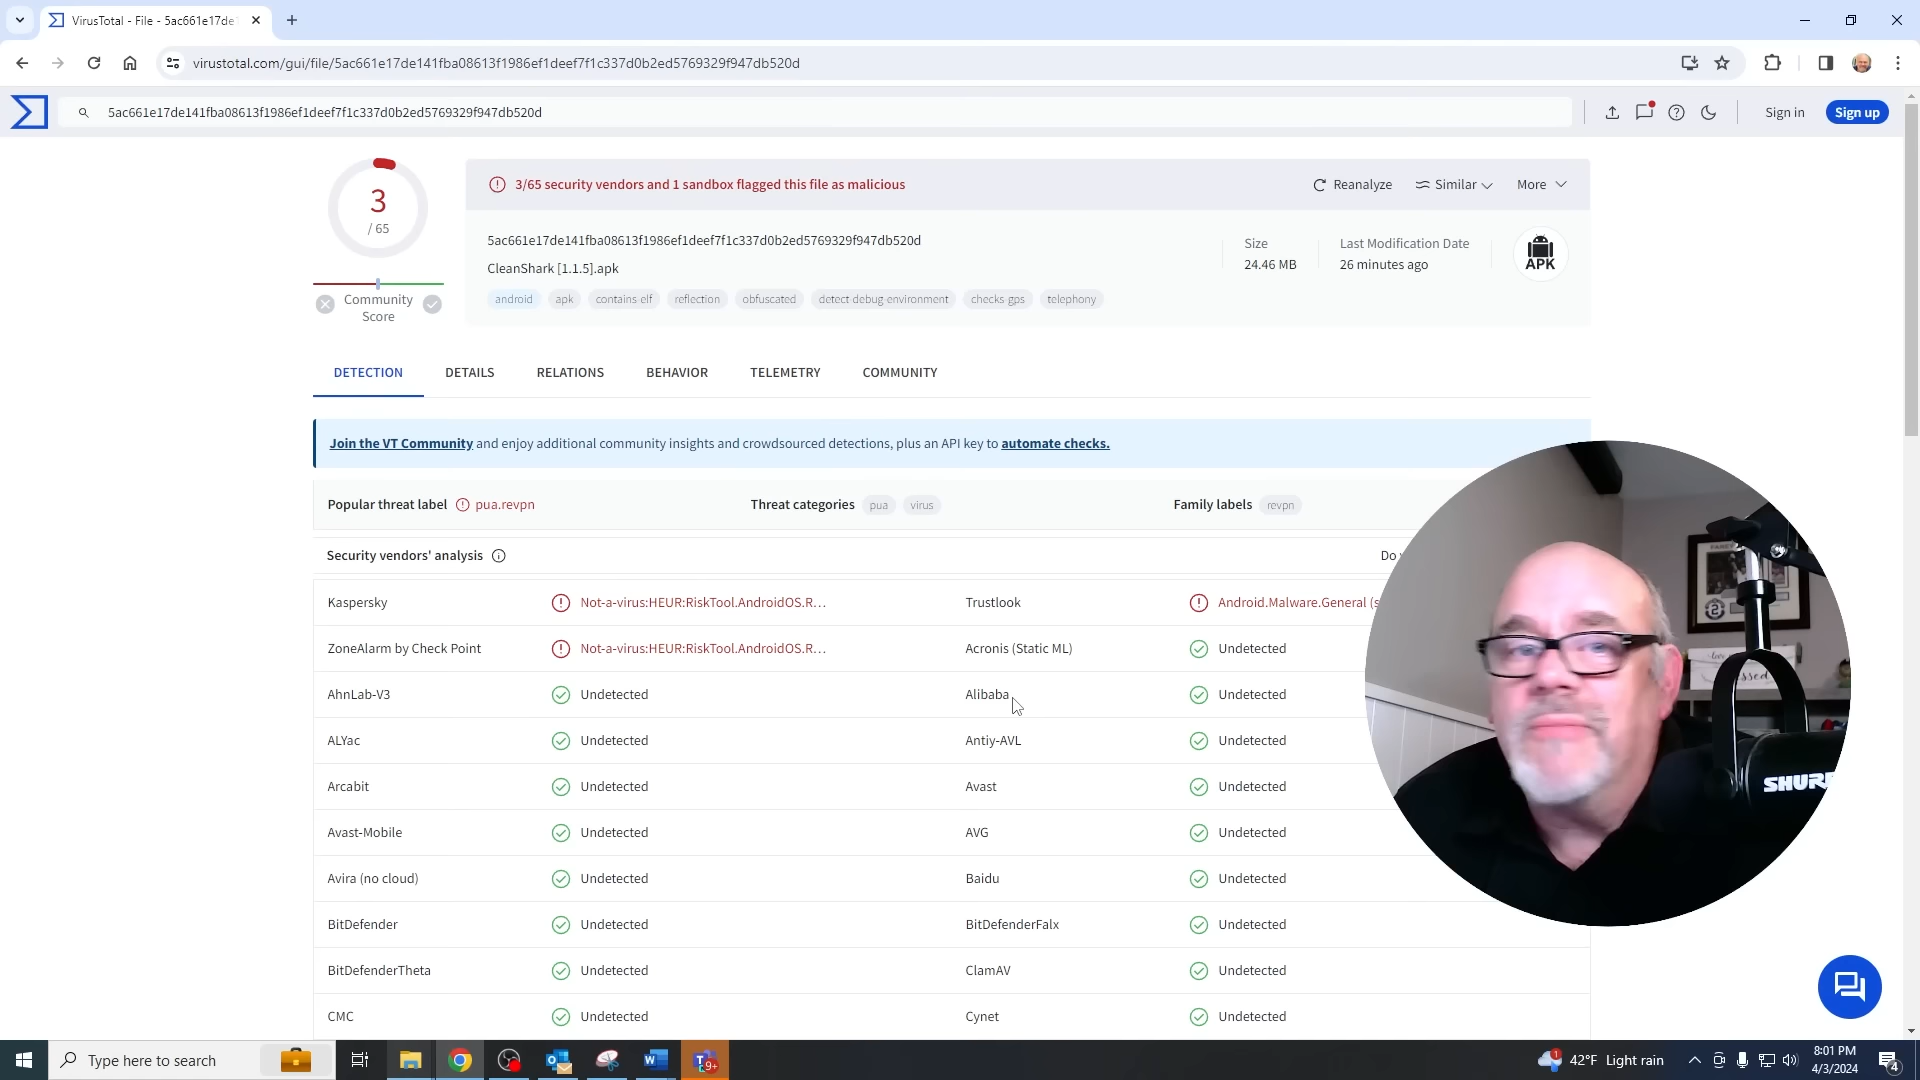 VirusTotal - File - 5ac661e17de
virustotal.com/gui/file/5ac661e17de141fba08613f1986ef1deef7f1c337d0b2ed5769329f947db520d
5ac661e17de141fba08613f1986ef1deef7f1c337d0b2ed5769329f947db520d
Sign in
Sign up
3
/ 65
Community
Score
3/65 security vendors and 1 sandbox flagged this file as malicious
Reanalyze
Similar
More
5ac661e17de141fba08613f1986ef1deef7f1c337d0b2ed5769329f947db520d
CleanShark [1.1.5].apk
android apk contains-elf reflection obfuscated detect-debug-environment checks-gps telephony
Size
24.46 MB
Last Modification Date
26 minutes ago
APK
DETECTION DETAILS RELATIONS BEHAVIOR TELEMETRY COMMUNITY
Join the VT Community and enjoy additional community insights and crowdsourced detections, plus an API key to automate checks.
Popular threat label pua.revpn Threat categories pua virus Family labels revpn
Security vendors' analysis Do
Kaspersky Not-a-virus:HEUR:RiskTool.AndroidOS.R... Trustlook Android.Malware.General (s
ZoneAlarm by Check Point Not-a-virus:HEUR:RiskTool.AndroidOS.R... Acronis (Static ML) Undetected
AhnLab-V3 Undetected Alibaba Undetected
ALYac Undetected Antiy-AVL Undetected
Arcabit Undetected Avast Undetected
Avast-Mobile Undetected AVG Undetected
Avira (no cloud) Undetected Baidu Undetected
BitDefender Undetected BitDefenderFalx Undetected
BitDefenderTheta Undetected ClamAV Undetected
CMC Undetected Cynet Undetected
SHURE
Type here to search
9+
1
42°F Light rain
8:01 PM
4/3/2024
4